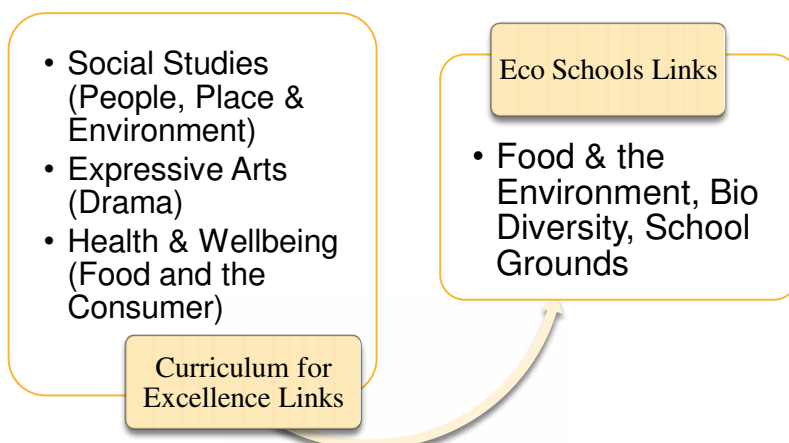 • Social Studies
(People, Place &
Environment)
• Expressive Arts
(Drama)
• Health & Wellbeing
(Food and the
Consumer)
Curriculum for
Excellence Links
Eco Schools Links
• Food & the
Environment, Bio
Diversity, School
Grounds